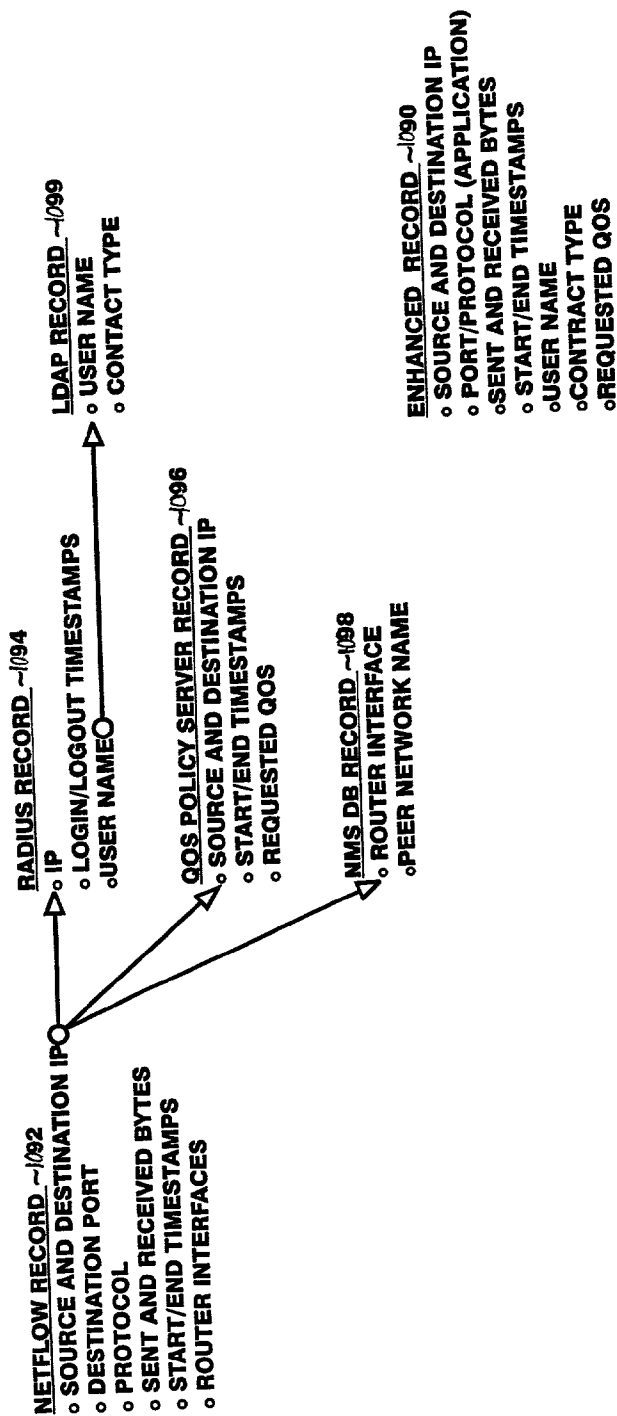 NETFLOW RECORD ~1092
o SOURCE AND DESTINATION IP
o DESTINATION PORT
o PROTOCOL
o SENT AND RECEIVED BYTES
o START/END TIMESTAMPS
o ROUTER INTERFACES
RADIUS RECORD ~1094
o IP
o LOGIN/LOGOUT TIMESTAMPS
o USER NAME
QOS POLICY SERVER RECORD ~1096
o SOURCE AND DESTINATION IP
o START/END TIMESTAMPS
o REQUESTED QOS
NMS DB RECORD ~1098
o ROUTER INTERFACE
o PEER NETWORK NAME
LDAP RECORD ~1099
o USER NAME
o CONTACT TYPE
ENHANCED RECORD ~1090
o SOURCE AND DESTINATION IP
o PORT/PROTOCOL (APPLICATION)
o SENT AND RECEIVED BYTES
o START/END TIMESTAMPS
o USER NAME
o CONTRACT TYPE
o REQUESTED QOS